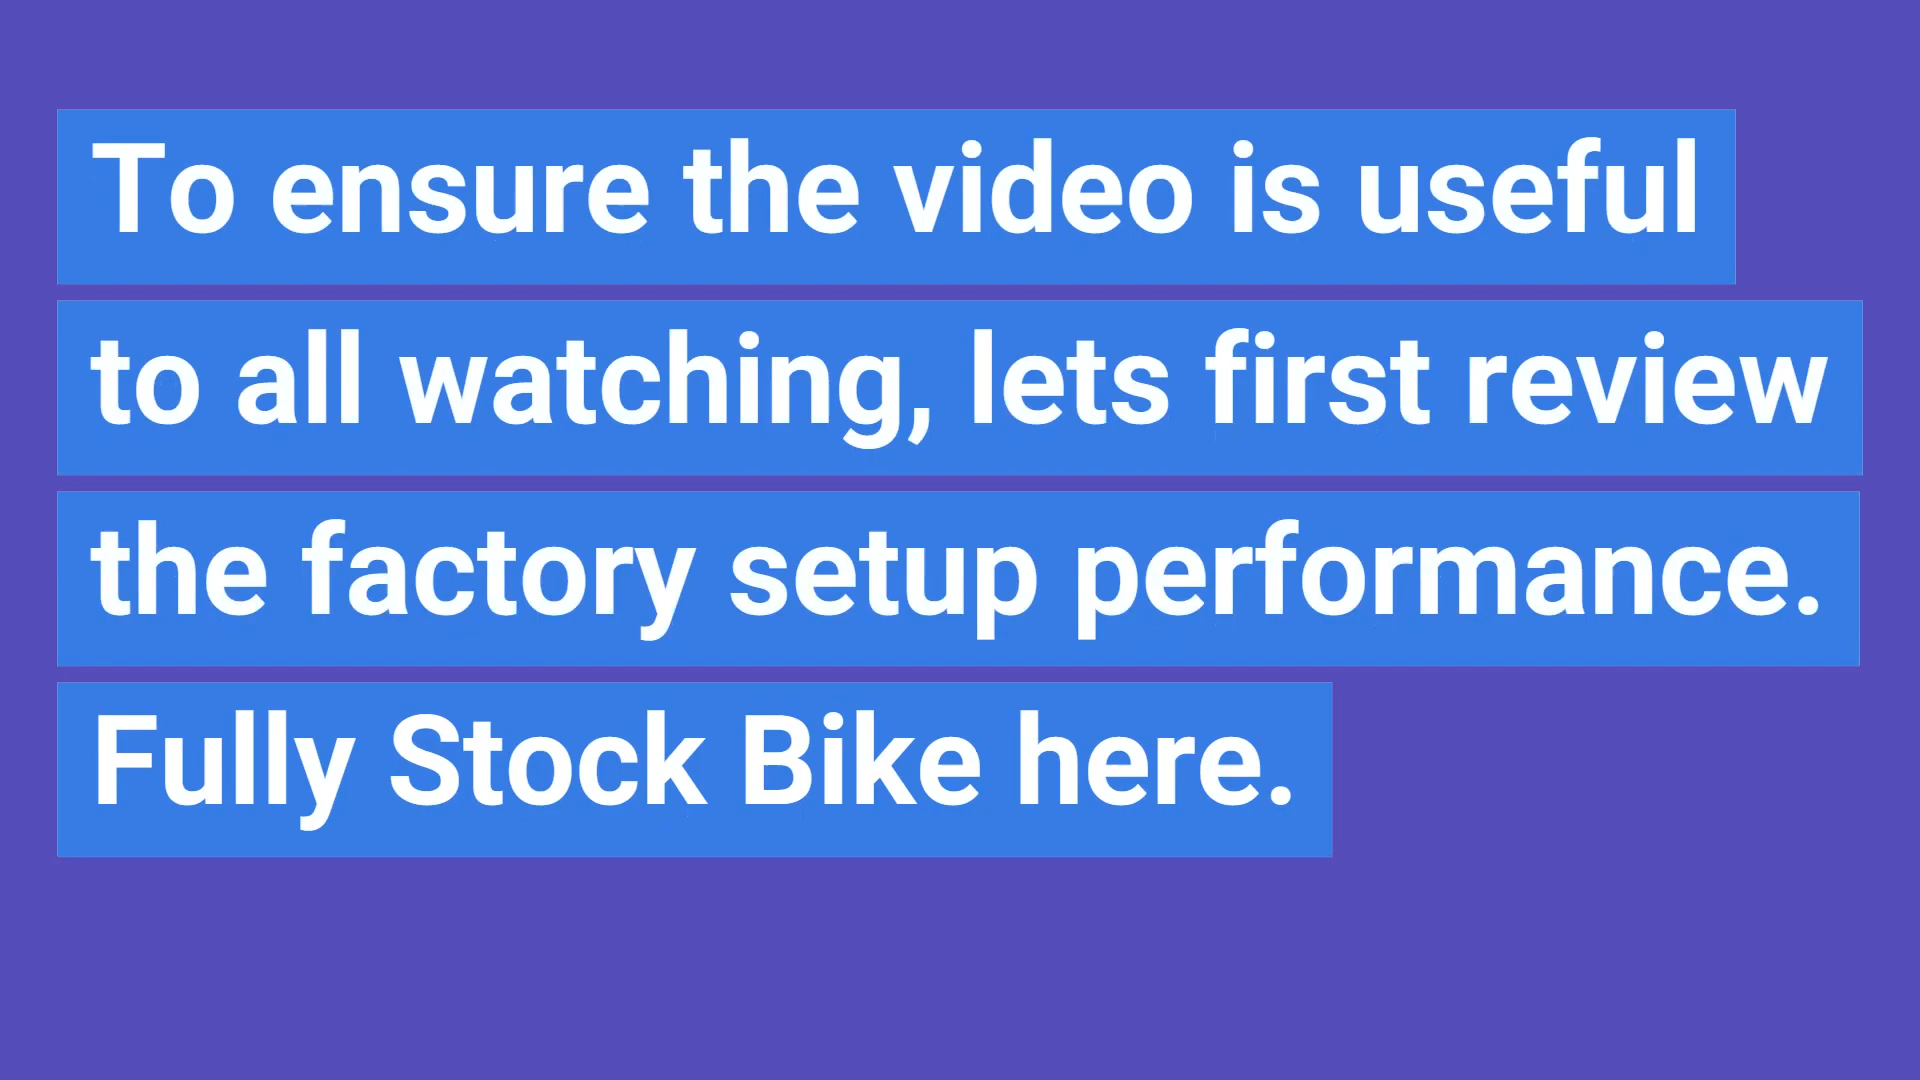 To ensure the video is useful
to all watching, lets first review
the factory setup performance.
Fully Stock Bike here.